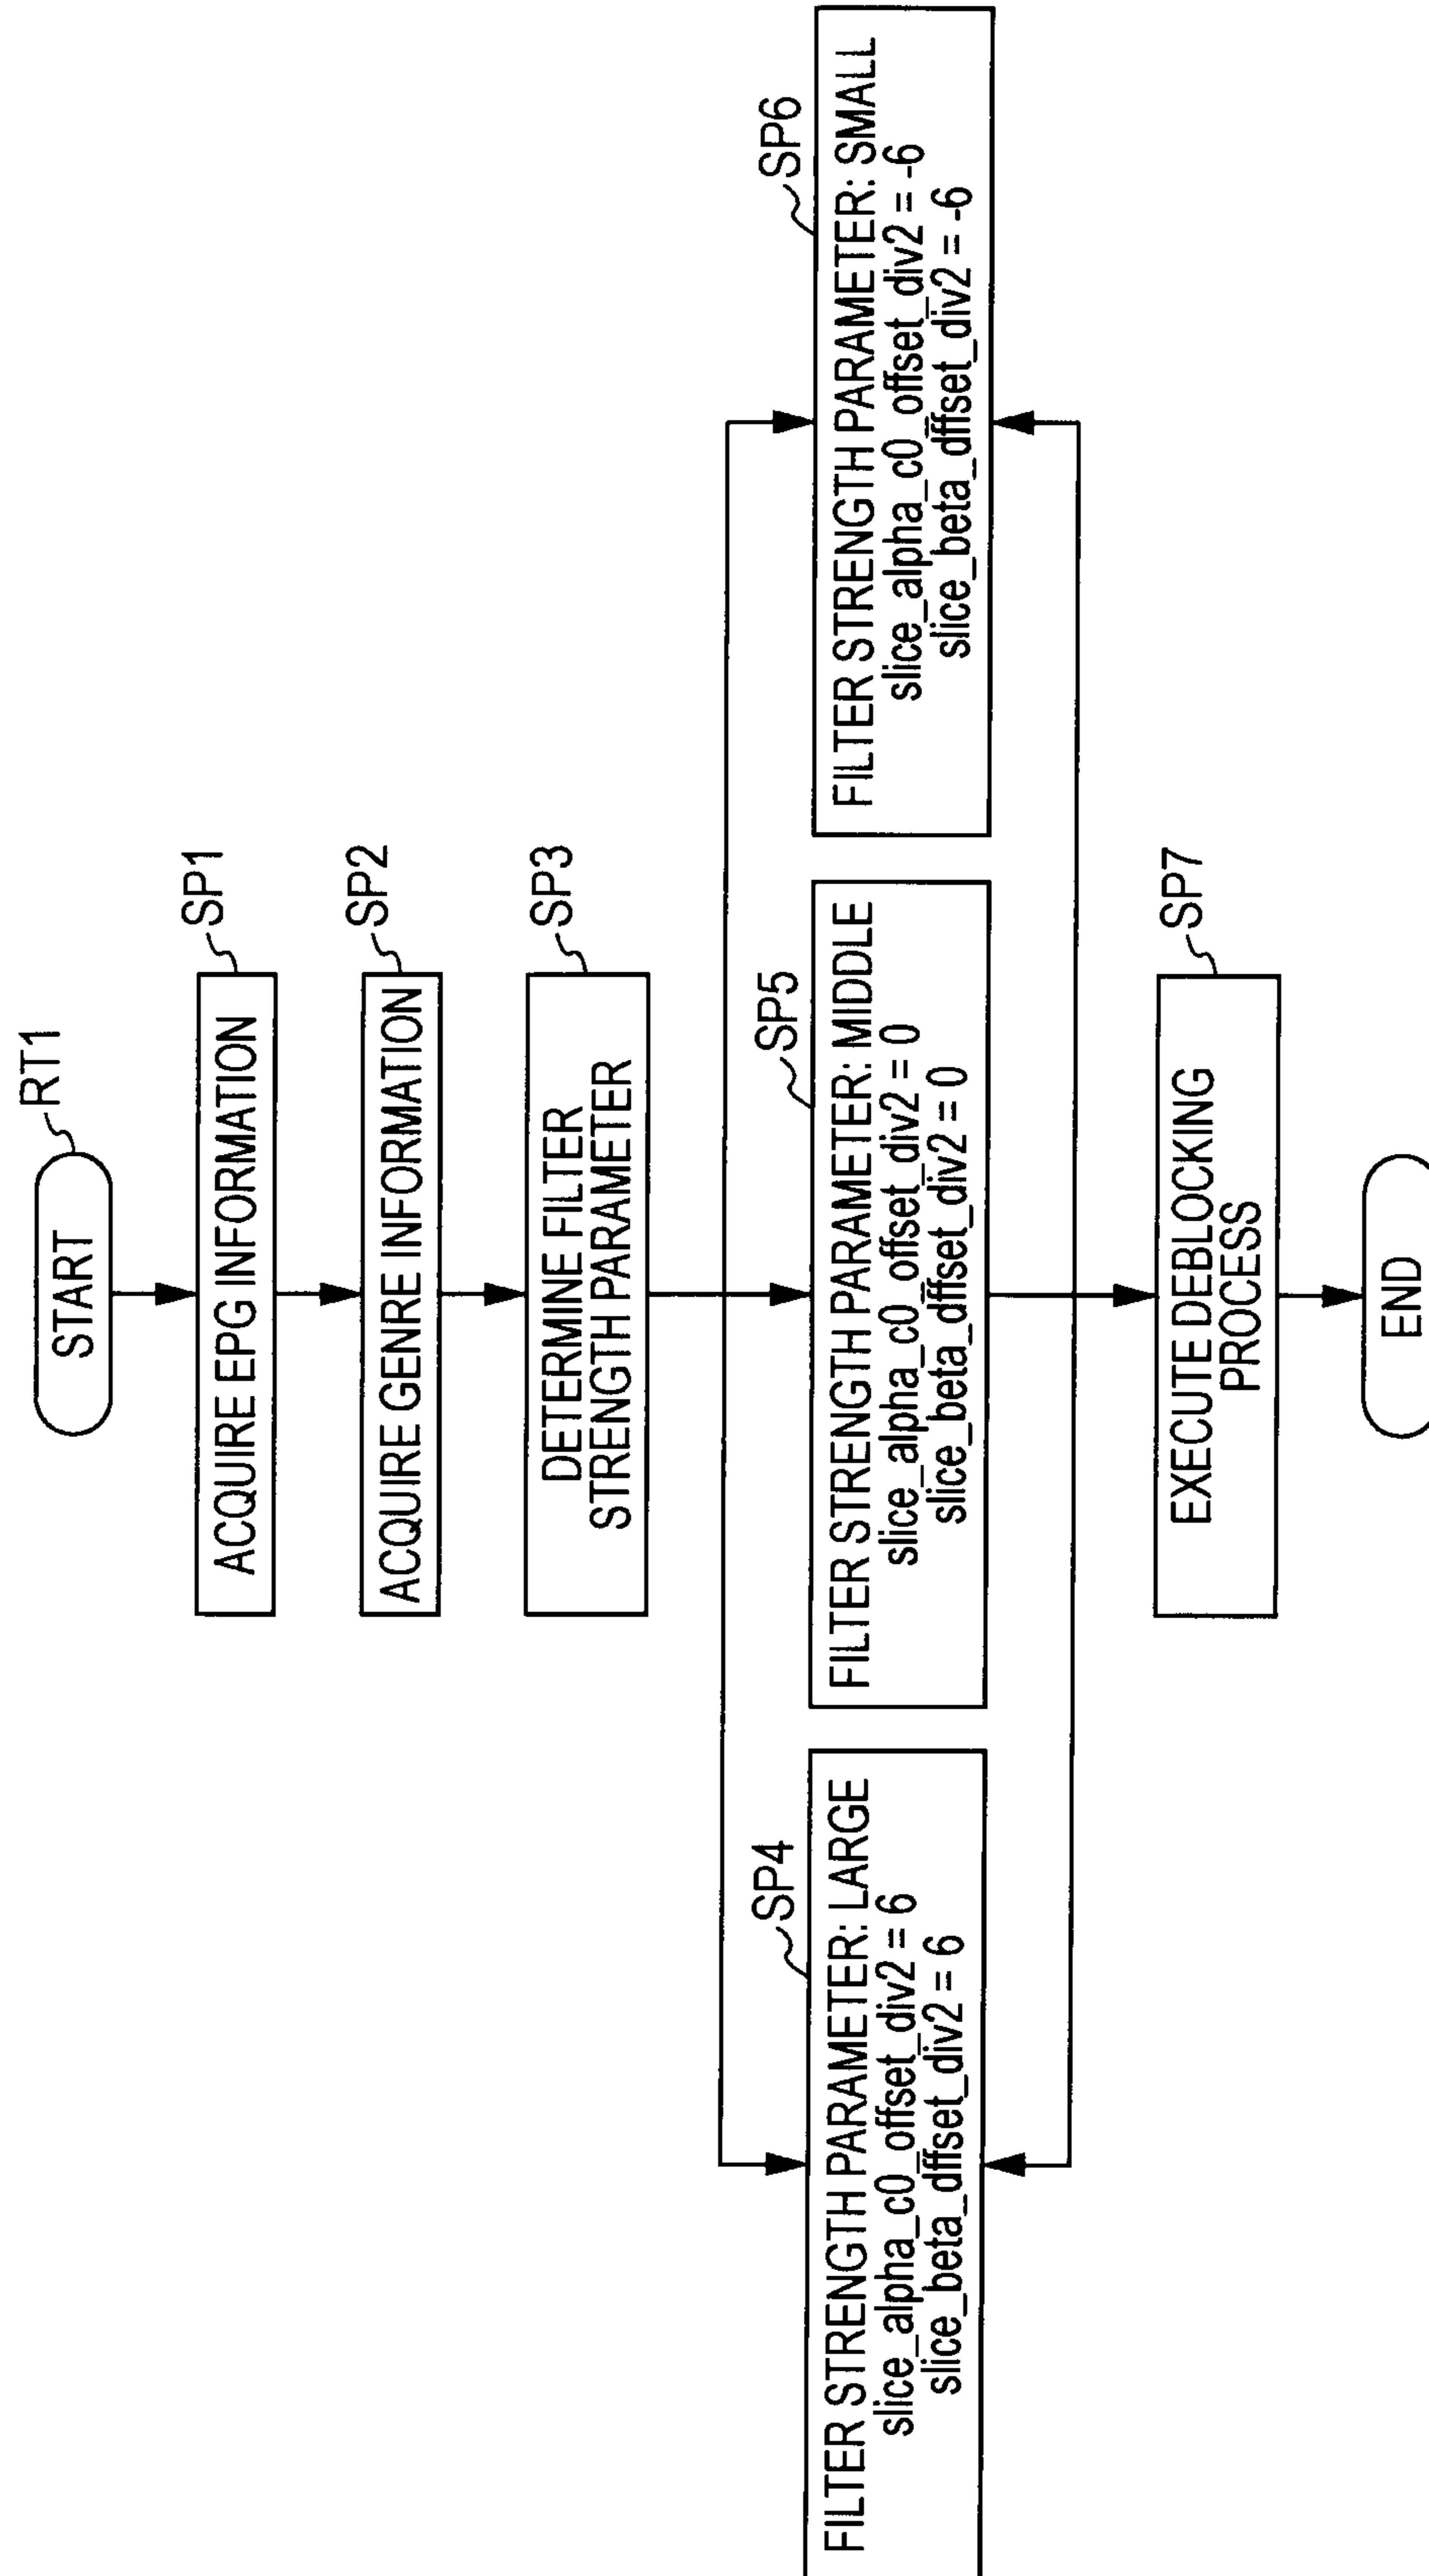 RT1
START
SP1
ACQUIRE EPG INFORMATION
SP2
ACQUIRE GENRE INFORMATION
SP3
DETERMINE FILTER
STRENGTH PARAMETER
SP4
FILTER STRENGTH PARAMETER: LARGE
slice_alpha_c0_offset_div2 = 6
slice_beta_dffset_div2 = 6
SP5
FILTER STRENGTH PARAMETER: MIDDLE
slice_alpha_c0_offset_div2 = 0
slice_beta_dffset_div2 = 0
SP6
FILTER STRENGTH PARAMETER: SMALL
slice_alpha_c0_offset_div2 = -6
slice_beta_dffset_div2 = -6
SP7
EXECUTE DEBLOCKING
PROCESS
END